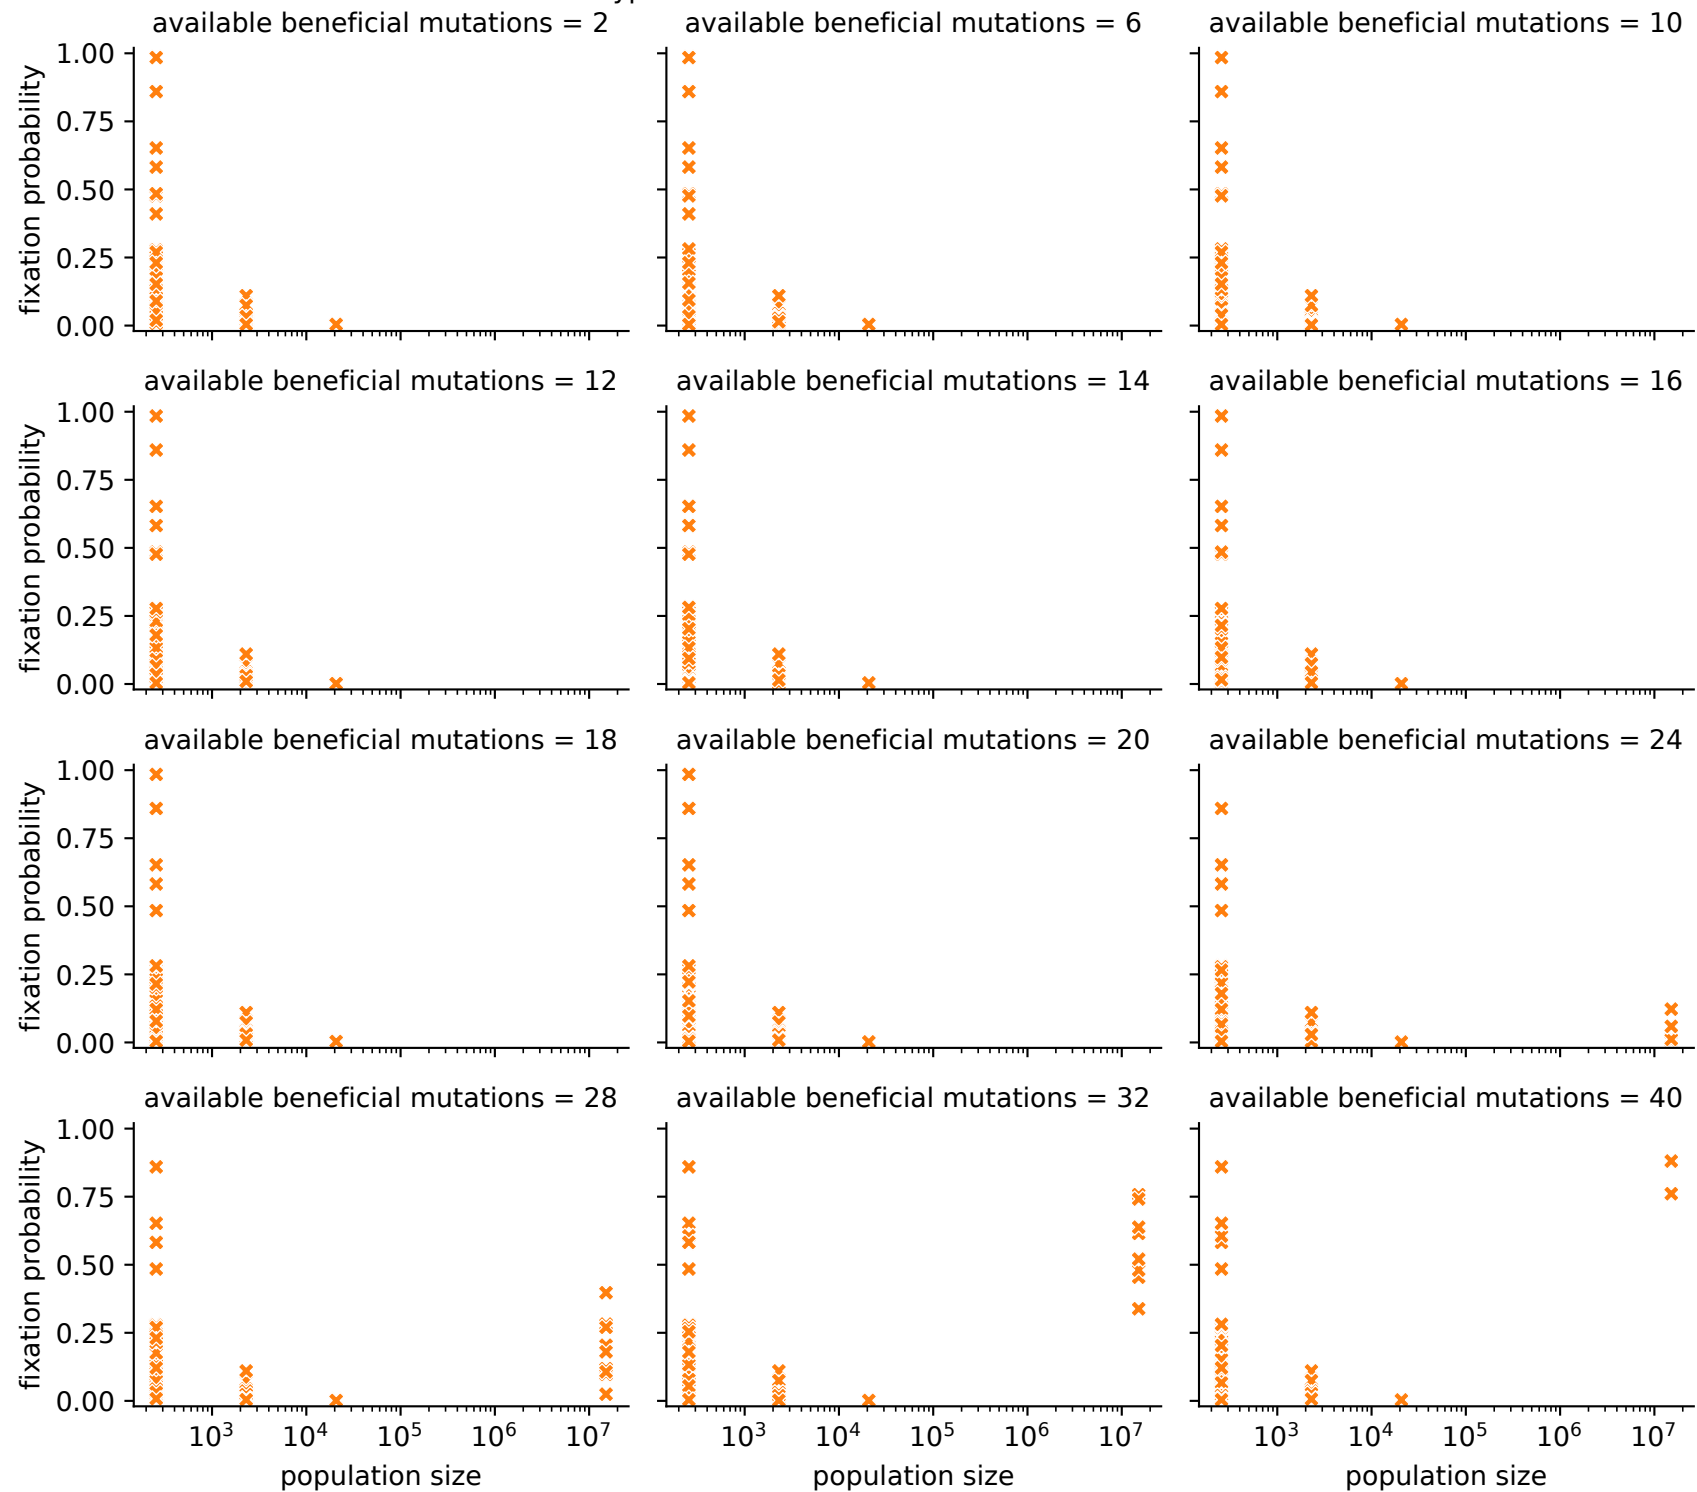 available beneficial mutations = 2
available beneficial mutations = 6
available beneficial mutations = 10
fixation probability
1.00
0.75
0.50
0.25
0.00
available beneficial mutations = 12
available beneficial mutations = 14
available beneficial mutations = 16
fixation probability
1.00
0.75
0.50
0.25
0.00
available beneficial mutations = 18
available beneficial mutations = 20
available beneficial mutations = 24
fixation probability
1.00
0.75
0.50
0.25
0.00
available beneficial mutations = 28
available beneficial mutations = 32
available beneficial mutations = 40
fixation probability
1.00
0.75
0.50
0.25
0.00
10³ 10⁴ 10⁵ 10⁶ 10⁷
10³ 10⁴ 10⁵ 10⁶ 10⁷
10³ 10⁴ 10⁵ 10⁶ 10⁷
population size
population size
population size